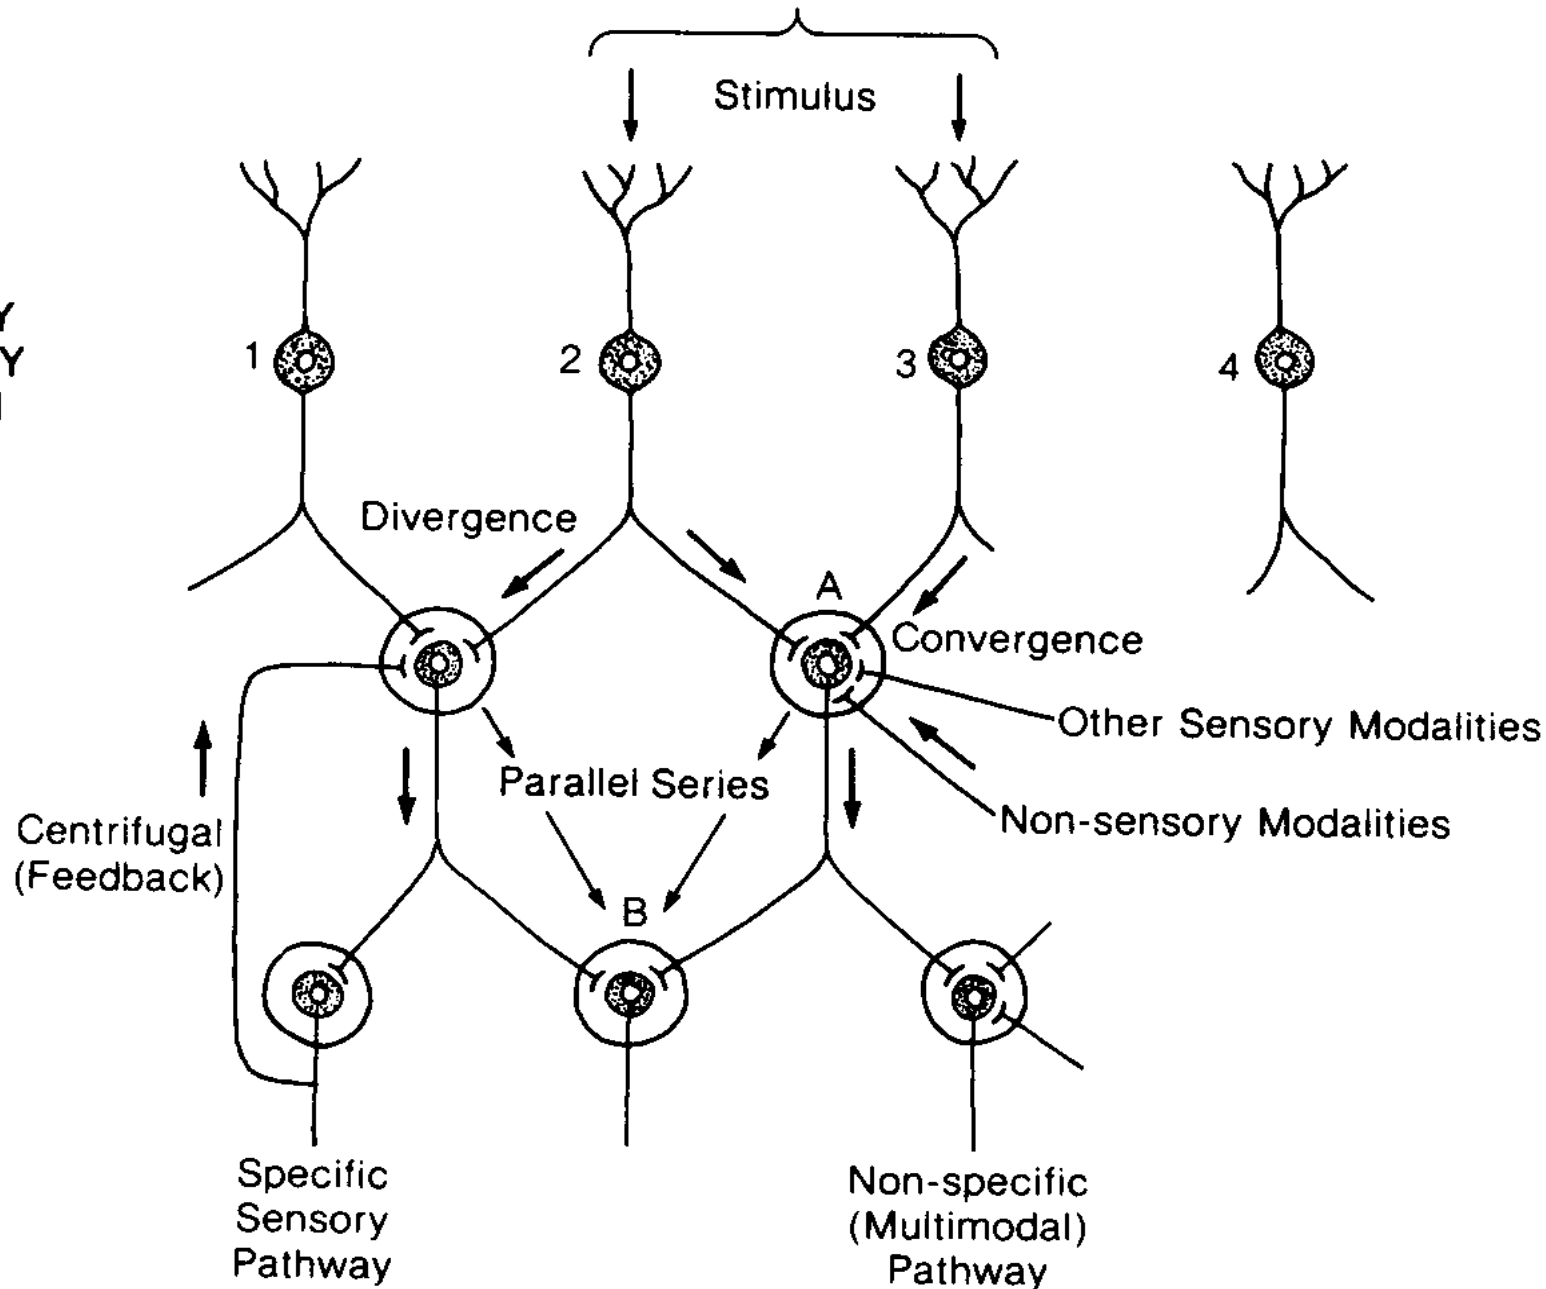 Stimulus
Y
Y
1
2
3
4
Divergence
A
Convergence
Other Sensory Modalities
Parallel Series
Non-sensory Modalities
Centrifugal
(Feedback)
B
Specific
Sensory
Pathway
Non-specific
(Multimodal)
Pathway